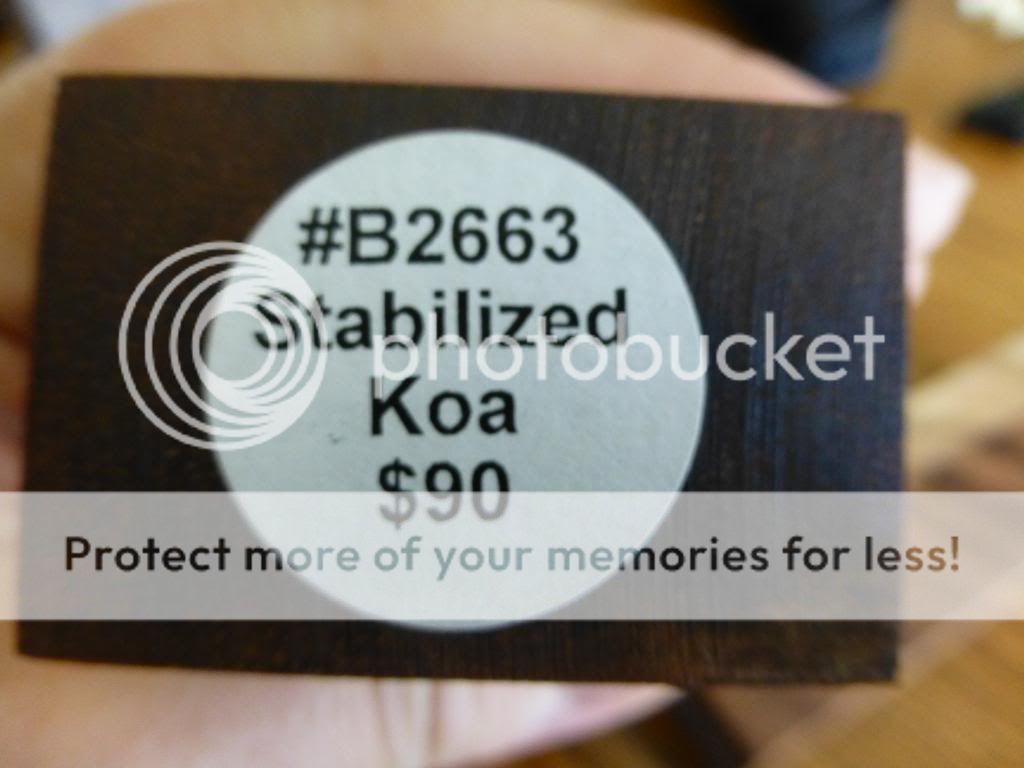 #B2663
Stabilized
photobucket
Koa
$90
Protect more of your memories for less!